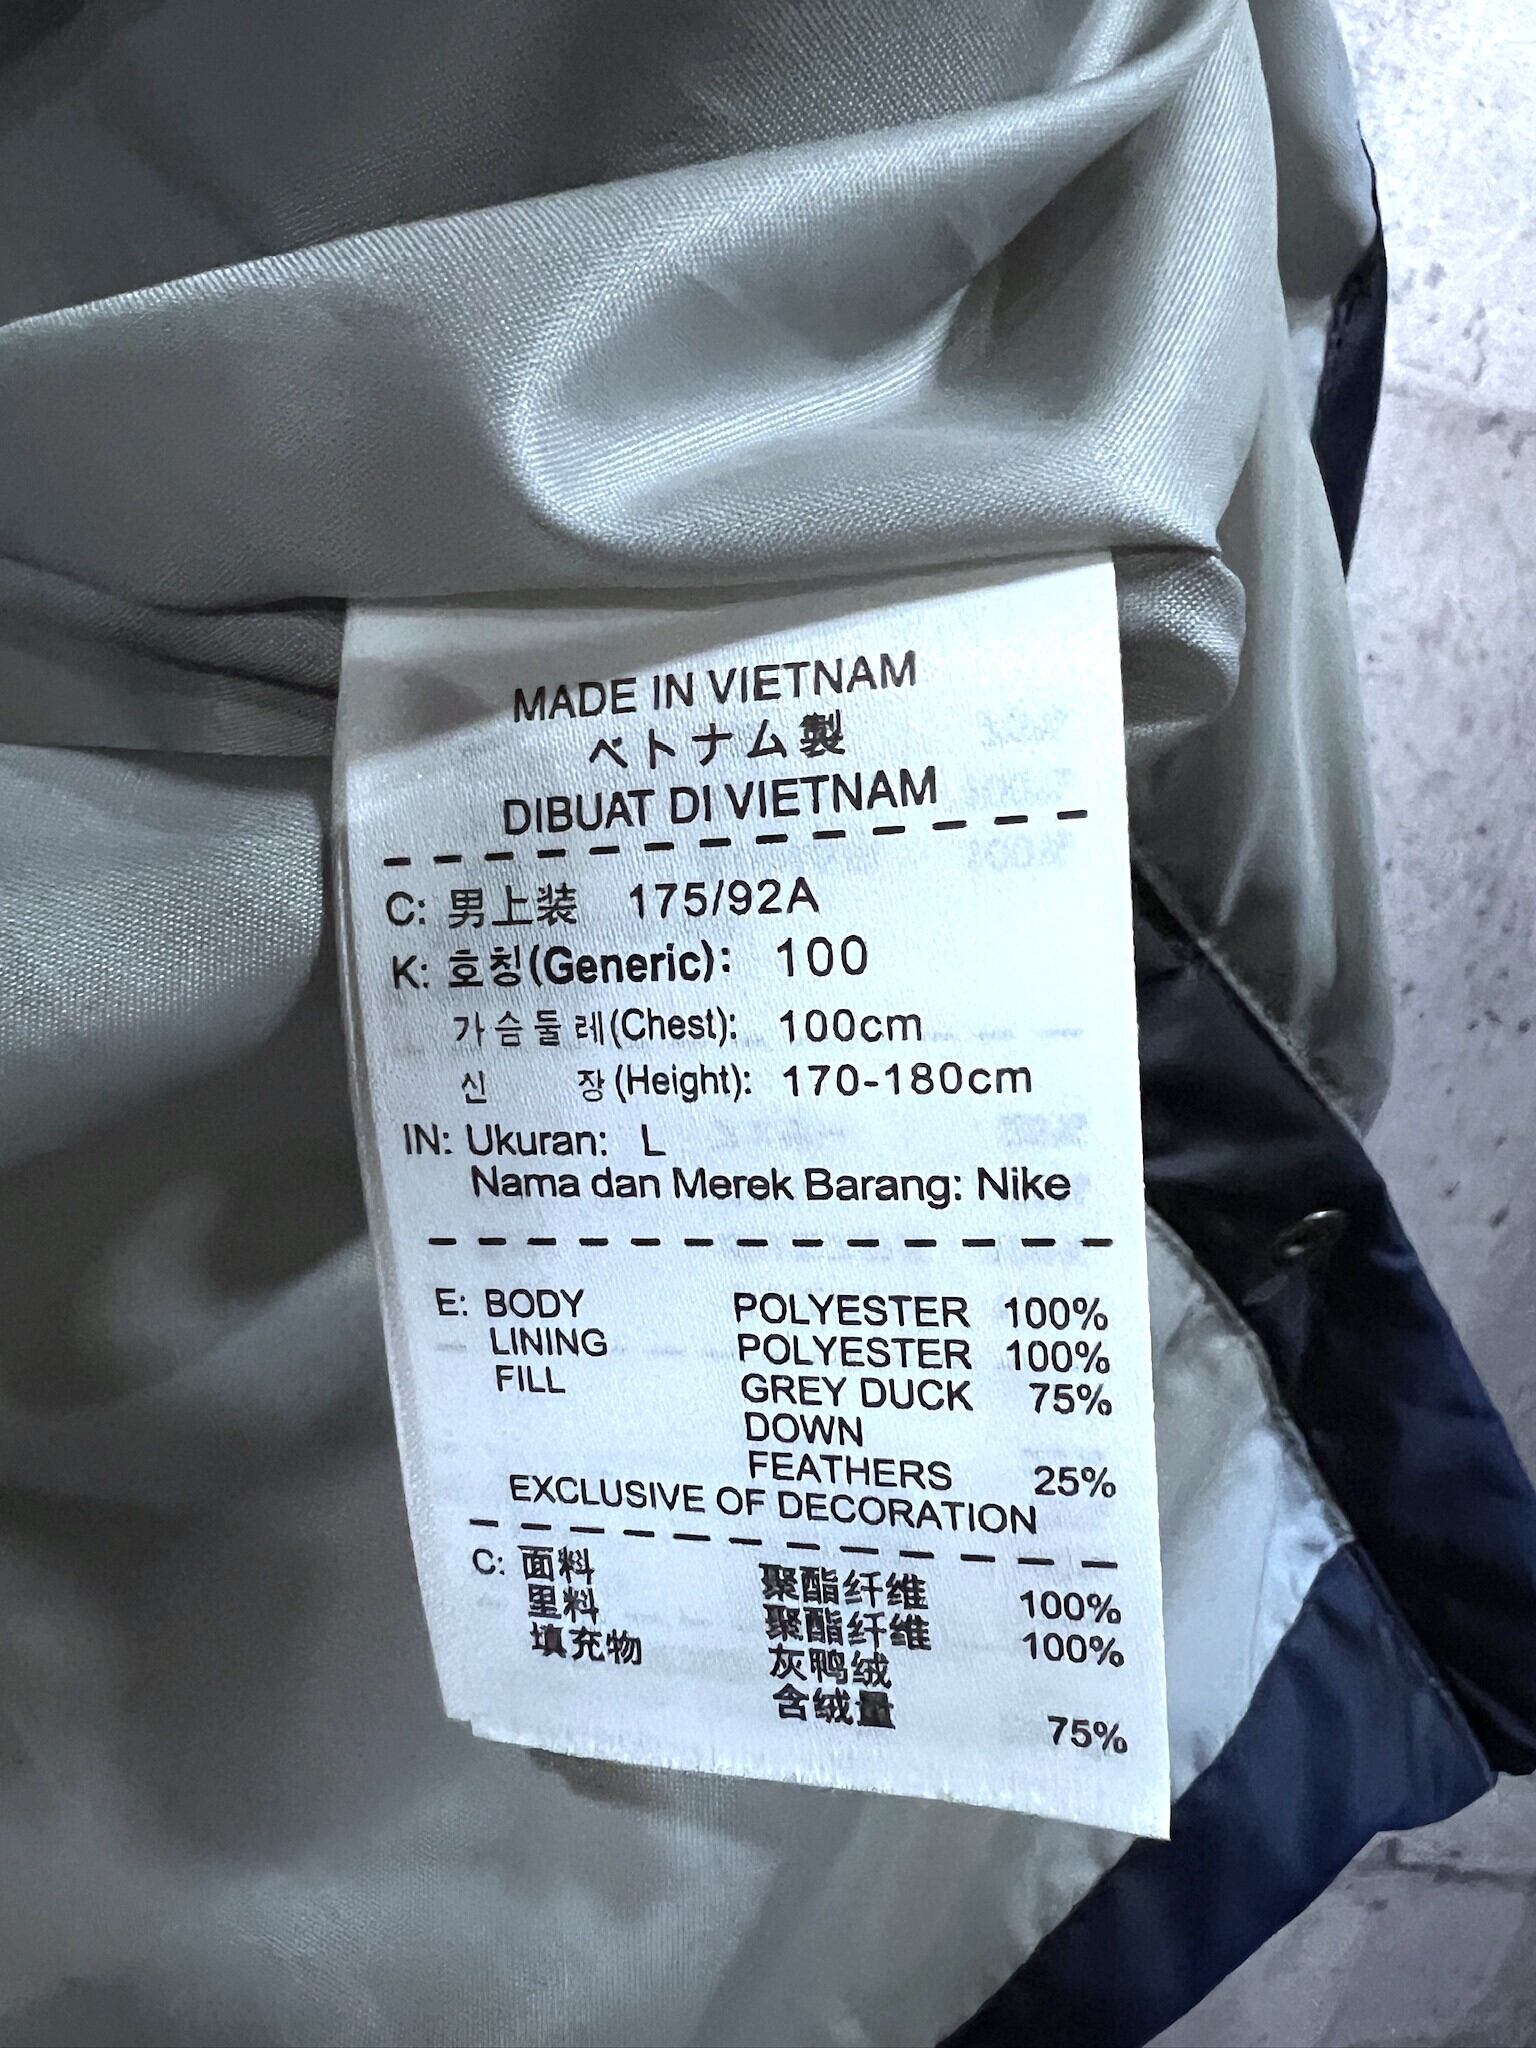 MADE IN VIETNAM
ベトナム製
DIBUAT DI VIETNAM
C: 男上装 175/92A
K: 호칭(Generic): 100
가슴둘레(Chest): 100cm
신 장(Height): 170-180cm
IN: Ukuran: L
Nama dan Merek Barang: Nike
E: BODY POLYESTER 100%
LINING POLYESTER 100%
FILL GREY DUCK 75%
DOWN
FEATHERS 25%
EXCLUSIVE OF DECORATION
C: 面料 聚酯纤维 100%
里料 聚酯纤维 100%
填充物 灰鸭绒
含绒量 75%